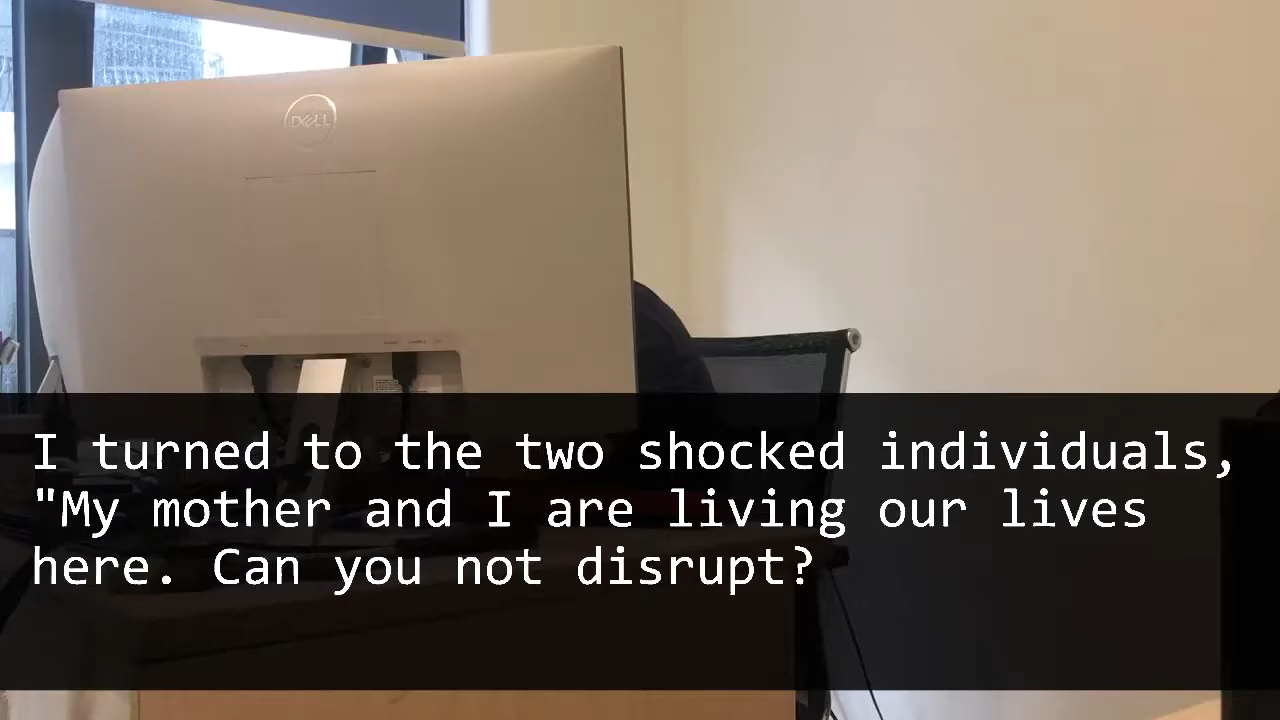 DELL
I turned to the two shocked individuals,
"My mother and I are living our lives
here. Can you not disrupt?